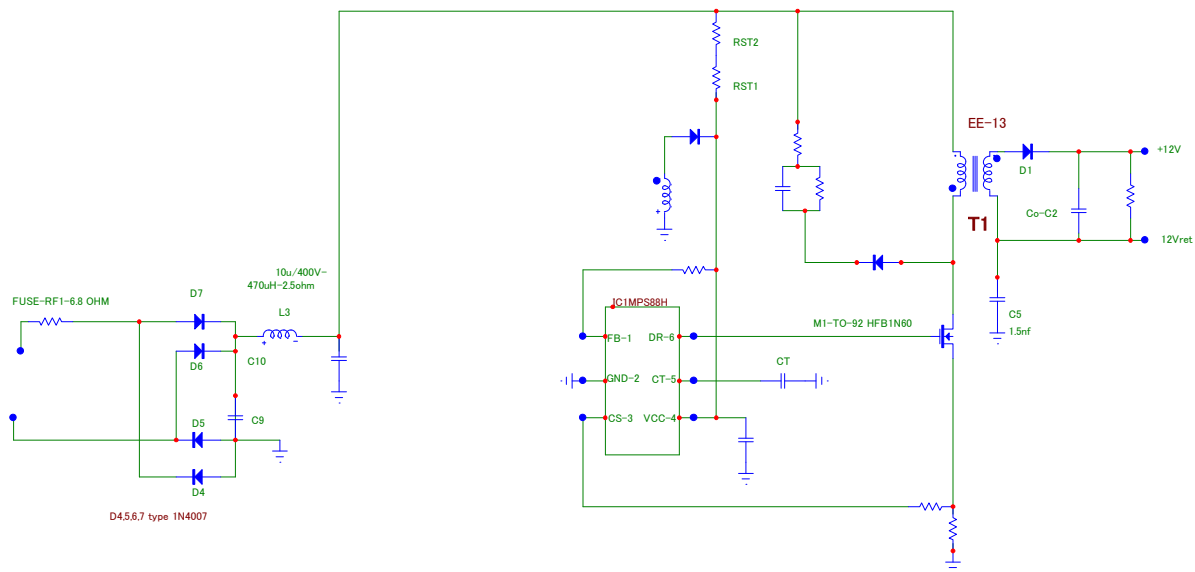 RST2
RST1
EE-13
+12V
D1
Co-C2
T1
12Vret
10u/400V-
470uH-2.5ohm
D7
FUSE-RF1-6.8 OHM
L3
IC1MPS88H
C5
1.5nf
M1-TO-92 HFB1N60
FB-1
DR-6
D6
C10
CT
GND-2
CT-5
CS-3
VCC-4
C9
D5
D4
D4,5,6,7 type 1N4007